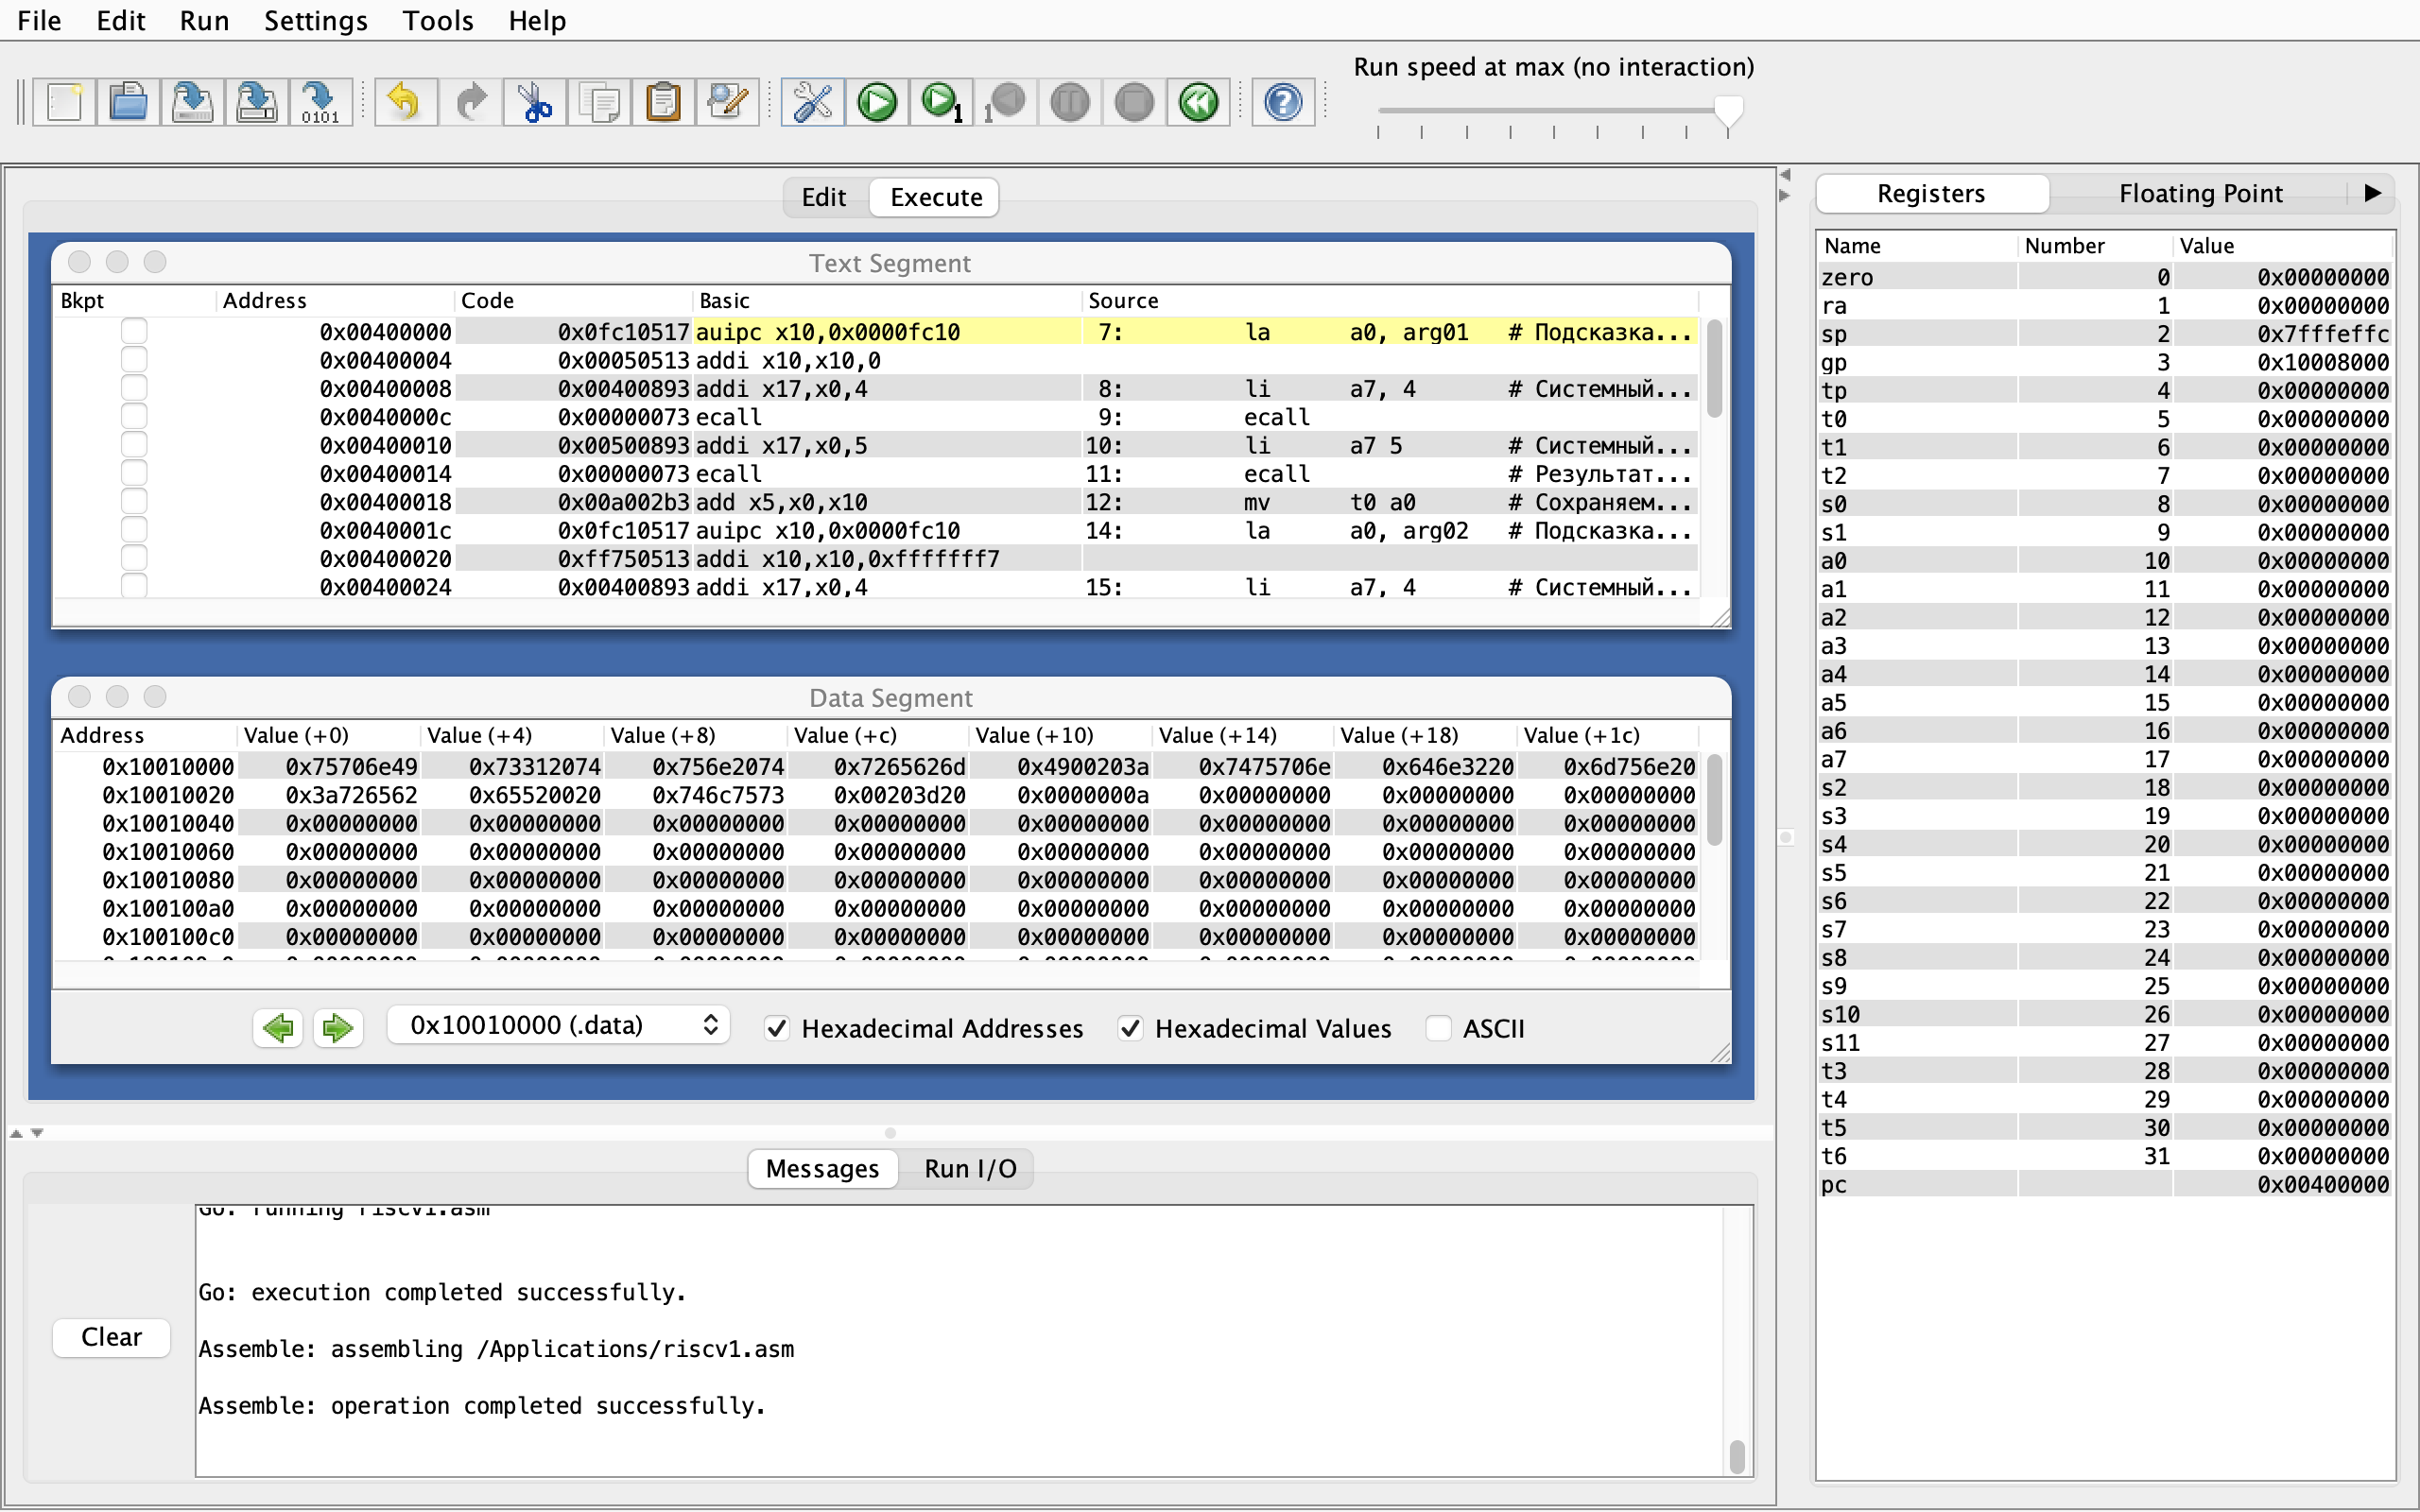 File Edit Run Settings Tools Help
Run speed at max (no interaction)
0101 1 1 ?
Edit Execute
Text Segment
Bkpt Address Code Basic Source
0x00400000 0x0fc10517 auipc x10,0x0000fc10 7: la a0, arg01 # Подсказка...
0x00400004 0x00050513 addi x10,x10,0
0x00400008 0x00400893 addi x17,x0,4 8: li a7, 4 # Системный...
0x0040000c 0x00000073 ecall 9: ecall
0x00400010 0x00500893 addi x17,x0,5 10: li a7 5 # Системный...
0x00400014 0x00000073 ecall 11: ecall # Результат...
0x00400018 0x00a002b3 add x5,x0,x10 12: mv t0 a0 # Сохраняем...
0x0040001c 0x0fc10517 auipc x10,0x0000fc10 14: la a0, arg02 # Подсказка...
0x00400020 0xff750513 addi x10,x10,0xfffffff7
0x00400024 0x00400893 addi x17,x0,4 15: li a7, 4 # Системный...
Data Segment
Address Value (+0) Value (+4) Value (+8) Value (+c) Value (+10) Value (+14) Value (+18) Value (+1c)
0x10010000 0x75706e49 0x73312074 0x756e2074 0x7265626d 0x4900203a 0x7475706e 0x646e3220 0x6d756e20
0x10010020 0x3a726562 0x65520020 0x746c7573 0x00203d20 0x0000000a 0x00000000 0x00000000 0x00000000
0x10010040 0x00000000 0x00000000 0x00000000 0x00000000 0x00000000 0x00000000 0x00000000 0x00000000
0x10010060 0x00000000 0x00000000 0x00000000 0x00000000 0x00000000 0x00000000 0x00000000 0x00000000
0x10010080 0x00000000 0x00000000 0x00000000 0x00000000 0x00000000 0x00000000 0x00000000 0x00000000
0x100100a0 0x00000000 0x00000000 0x00000000 0x00000000 0x00000000 0x00000000 0x00000000 0x00000000
0x100100c0 0x00000000 0x00000000 0x00000000 0x00000000 0x00000000 0x00000000 0x00000000 0x00000000
0x10010000 (.data) Hexadecimal Addresses Hexadecimal Values ASCII
Messages Run I/O
Go: running riscv1.asm
Go: execution completed successfully.
Clear
Assemble: assembling /Applications/riscv1.asm
Assemble: operation completed successfully.
Registers Floating Point
Name Number Value
zero 0 0x00000000
ra 1 0x00000000
sp 2 0x7fffeffc
gp 3 0x10008000
tp 4 0x00000000
t0 5 0x00000000
t1 6 0x00000000
t2 7 0x00000000
s0 8 0x00000000
s1 9 0x00000000
a0 10 0x00000000
a1 11 0x00000000
a2 12 0x00000000
a3 13 0x00000000
a4 14 0x00000000
a5 15 0x00000000
a6 16 0x00000000
a7 17 0x00000000
s2 18 0x00000000
s3 19 0x00000000
s4 20 0x00000000
s5 21 0x00000000
s6 22 0x00000000
s7 23 0x00000000
s8 24 0x00000000
s9 25 0x00000000
s10 26 0x00000000
s11 27 0x00000000
t3 28 0x00000000
t4 29 0x00000000
t5 30 0x00000000
t6 31 0x00000000
pc 0x00400000